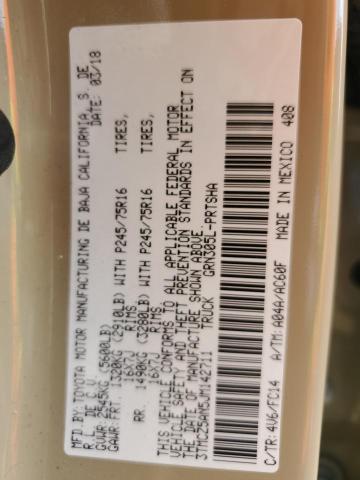 MFD. BY: TOYOTA MOTOR MANUFACTURING DE BAJA CALIFORNIA S. DE
R.L. DE C.V. DATE: 03/18
GVWR: 2545KG (5600LB)
GAWR: FRT. 1320KG (2910LB) WITH P245/75R16 TIRES,
16X7J RIMS
RR. 1490KG (3280LB) WITH P245/75R16 TIRES,
16X7J RIMS
THIS VEHICLE CONFORMS TO ALL APPLICABLE FEDERAL MOTOR
VEHICLE SAFETY AND THEFT PREVENTION STANDARDS IN EFFECT ON
THE DATE OF MANUFACTURE SHOWN ABOVE.
3TMCZ5AN5JM142711 TRUCK GRN305L-PRTSHA
C/TR: 4V6/FC14 A/TM: A04A/AC60F MADE IN MEXICO 408